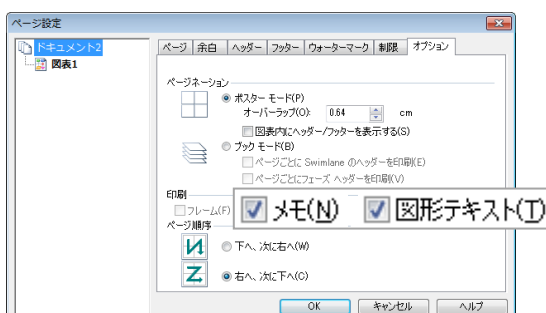 ページ設定
ドキュメント2
図表1
ページ 余白 ヘッダー フッター ウォーターマーク 制限 オプション
ページネーション
ポスター モード(P)
オーバーラップ(O): 0.64 cm
図表内にヘッダー/フッターを表示する(S)
ブック モード(B)
ページごとに Swimlane のヘッダーを印刷(E)
ページごとにフェーズ ヘッダーを印刷(V)
印刷
フレーム(F) メモ(N) 図形テキスト(T)
ページ順序
下へ、次に右へ(W)
右へ、次に下へ(C)
OK キャンセル ヘルプ